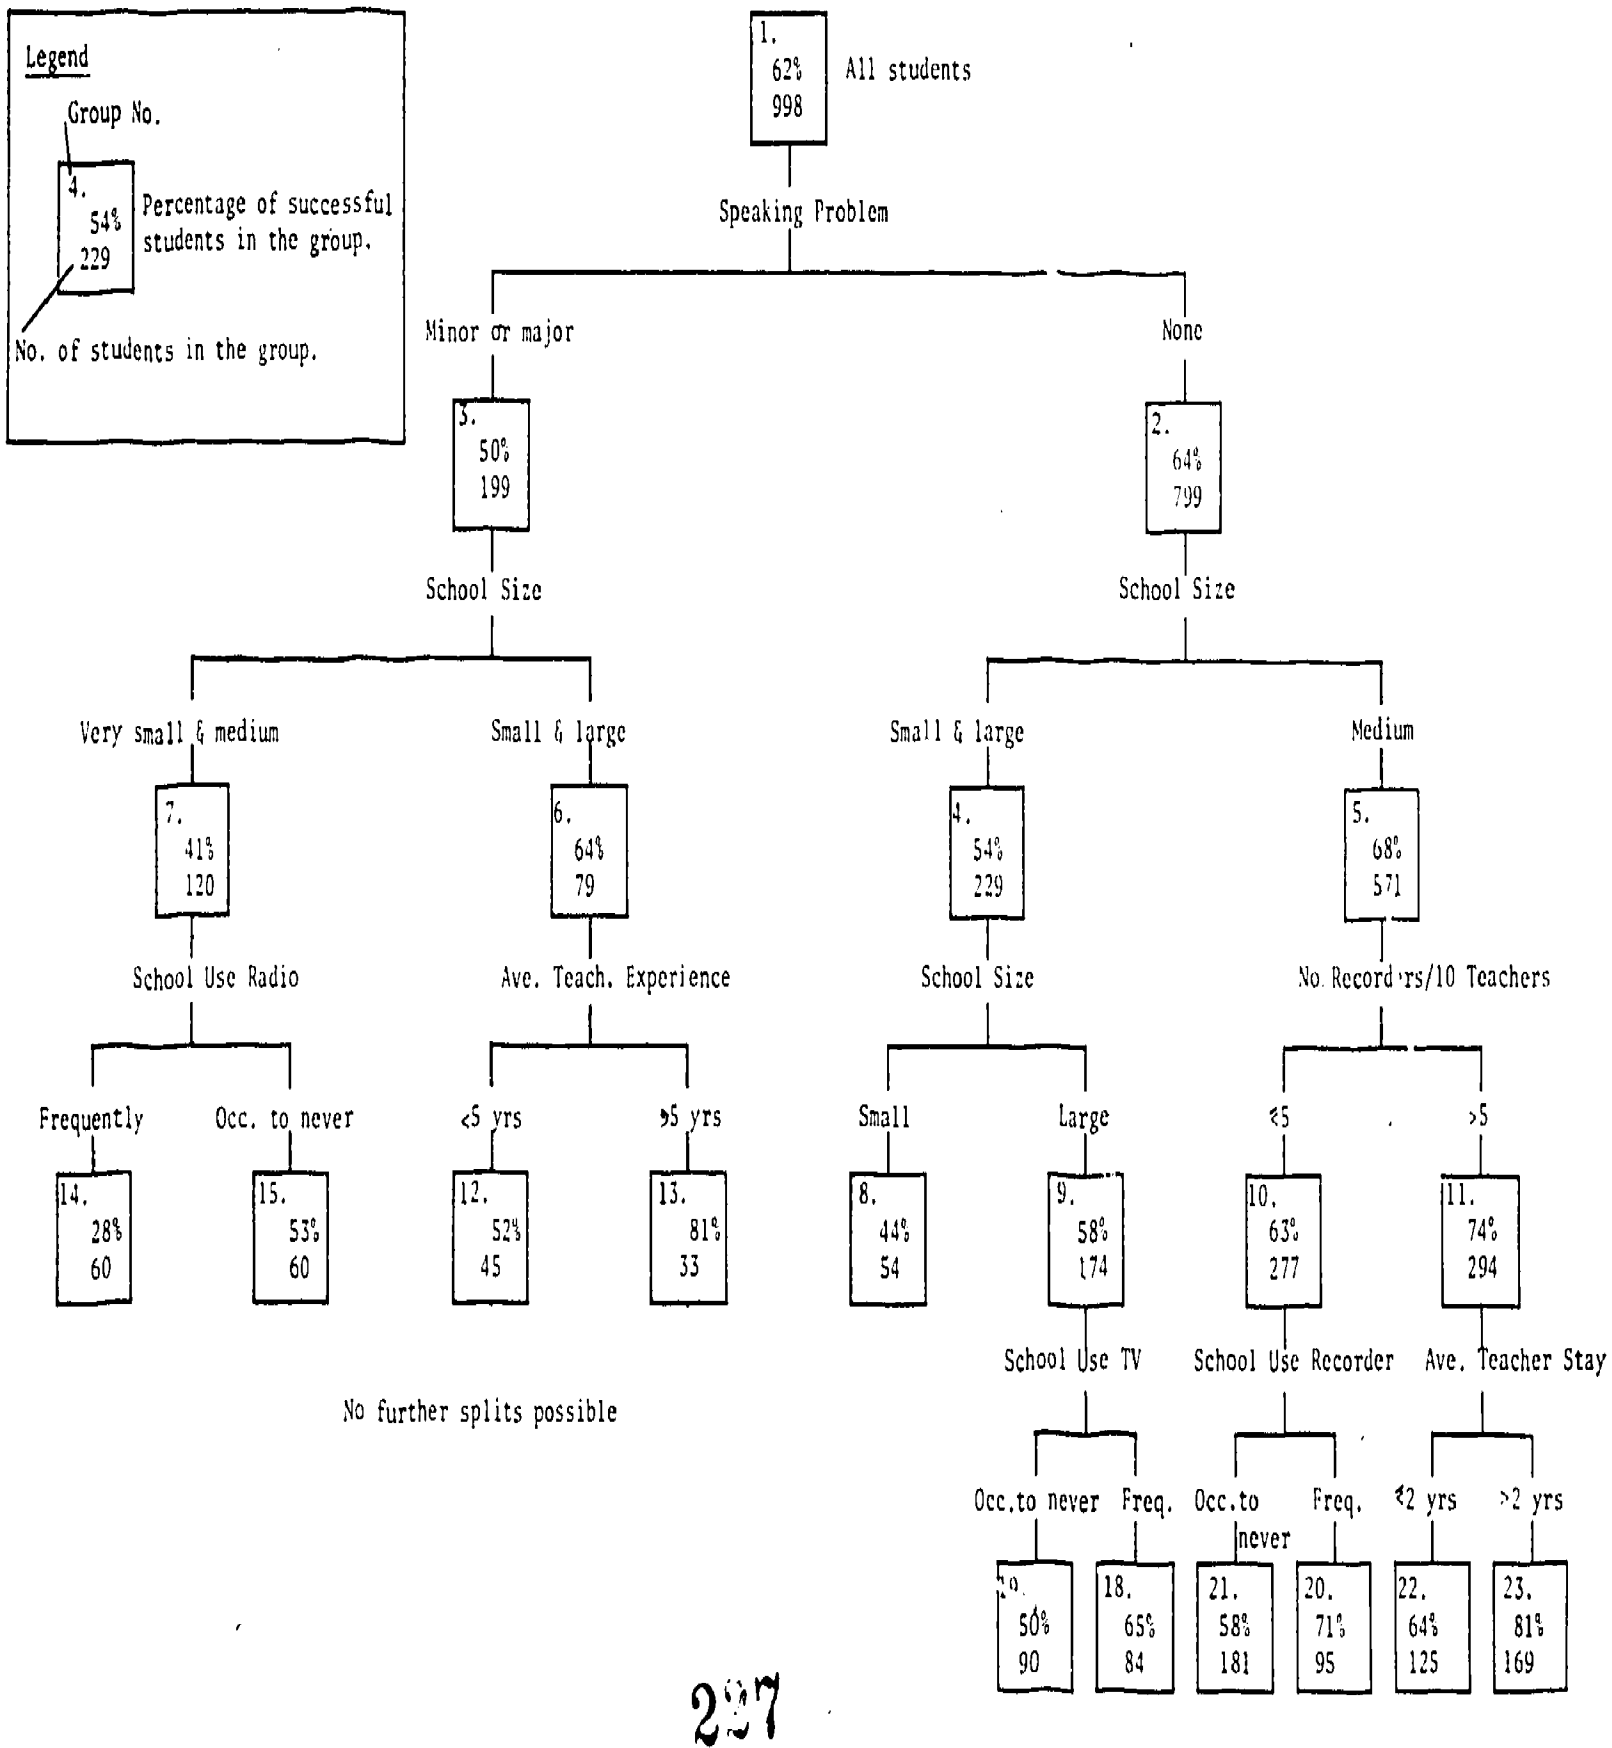 Legend
Group No.
4.
54%
229
Percentage of successful
students in the group.
No. of students in the group.
1.
62%
998
All students
Speaking Problem
Minor or major
None
3.
50%
199
2.
64%
799
School Size
School Size
Very small & medium
Small & large
Small & large
Medium
7.
41%
120
6.
64%
79
4.
54%
229
5.
68%
571
School Use Radio
Ave. Teach. Experience
School Size
No. /10 Teachers
Frequently
Occ. to never
<5 yrs
yrs
Small
Large
≤5
>5
14.
28%
60
15.
53%
60
12.
52%
45
13.
81%
33
8.
44%
54
9.
58%
174
10.
63%
277
11.
74%
294
School Use TV
School Use Recorder
Ave. Teacher Stay
No further splits possible
Occ.to never
Freq.
Occ.to
never
Freq.
≤2 yrs
>2 yrs
50%
90
18.
65%
84
21.
58%
181
20.
71%
95
22.
64%
125
23.
81%
169